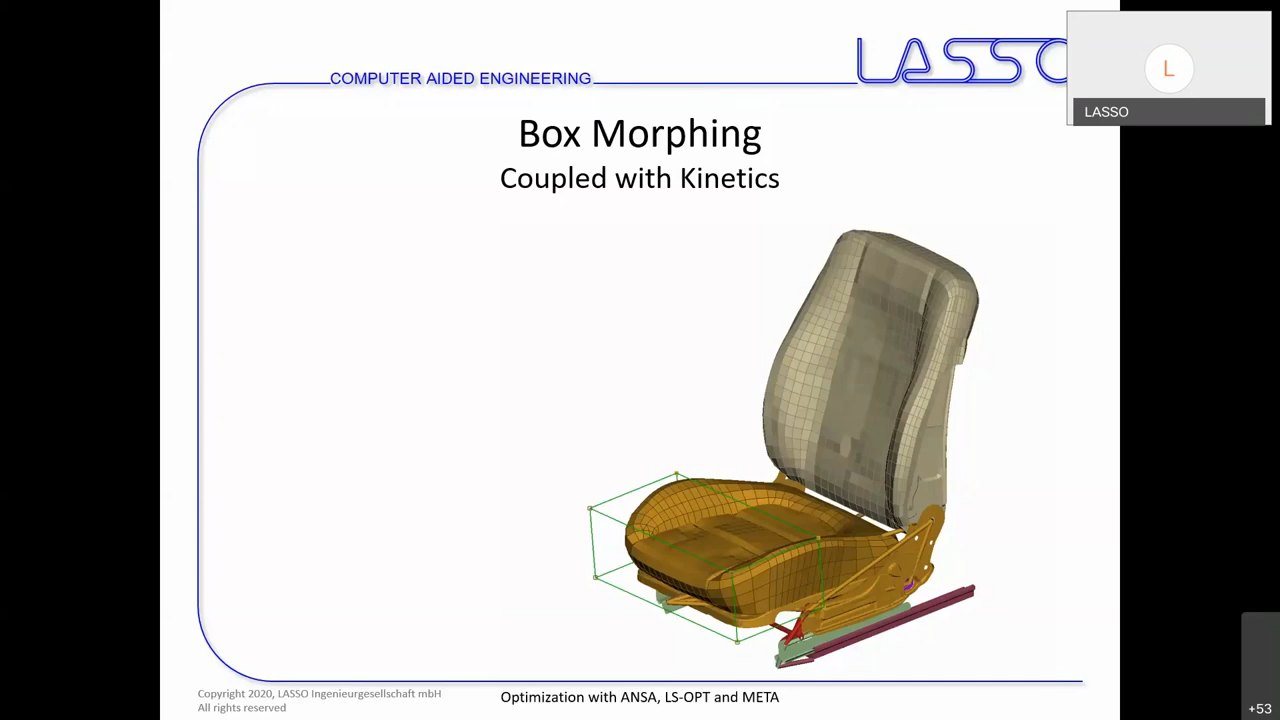 LASSO
L
LASSO
COMPUTER AIDED ENGINEERING
Box Morphing
Coupled with Kinetics
Copyright 2020, LASSO Ingenieurgesellschaft mbH
All rights reserved
Optimization with ANSA, LS-OPT and META
+53